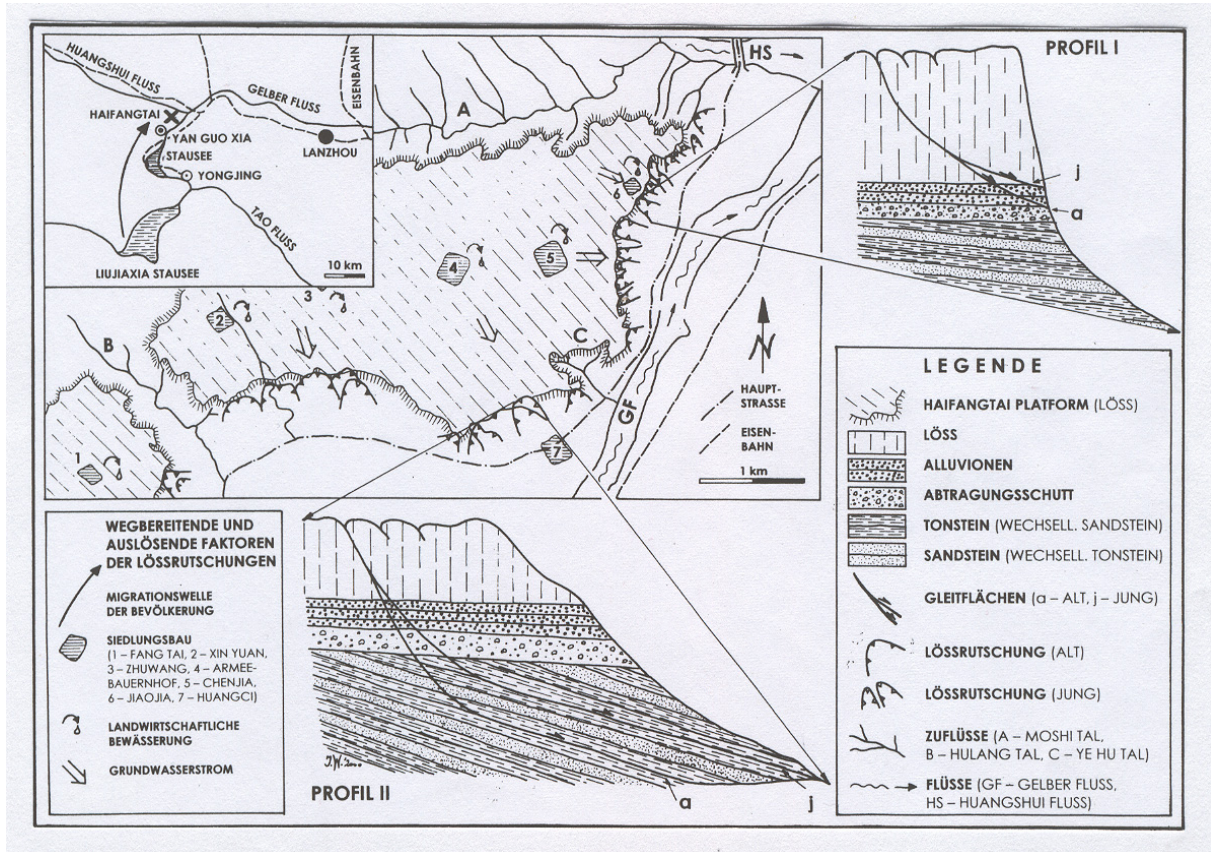 HUANGSHUI
FLUSS
GELBER FLUSS
EISENBAHN
HAIFANGTAI
YAN GUO XIA
STAUSEE
LANZHOU
YONGJING
TAO FLUSS
LIUJIAXIA STAUSEE
10 km
HS
A
6
4
5
3
2
B
C
1
7
GF
N
HAUPT-
STRASSE
EISEN-
BAHN
1 km
PROFIL I
j
a
WEGBEREITENDE UND
AUSLÖSENDE FAKTOREN
DER LÖSSRUTSCHUNGEN
MIGRATIONSWELLE
DER BEVÖLKERUNG
SIEDLUNGSBAU
(1 – FANG TAI, 2 – XIN YUAN,
3 – ZHUWANG, 4 – ARMEE-
BAUERNHOF, 5 – CHENJIA,
6 – JIAOJIA, 7 – HUANGCI)
LANDWIRTSCHAFTLICHE
BEWÄSSERUNG
GRUNDWASSERSTROM
PROFIL II
a
j
LEGENDE
HAIFANGTAI PLATFORM (LÖSS)
LÖSS
ALLUVIONEN
ABTRAGUNGSSCHUTT
TONSTEIN (WECHSELL. SANDSTEIN)
SANDSTEIN (WECHSELL. TONSTEIN)
GLEITFLÄCHEN (a – ALT, j – JUNG)
LÖSSRUTSCHUNG (ALT)
LÖSSRUTSCHUNG (JUNG)
ZUFLÜSSE (A – MOSHI TAL,
B – HULANG TAL, C – YE HU TAL)
FLÜSSE (GF – GELBER FLUSS,
HS – HUANGSHUI FLUSS)